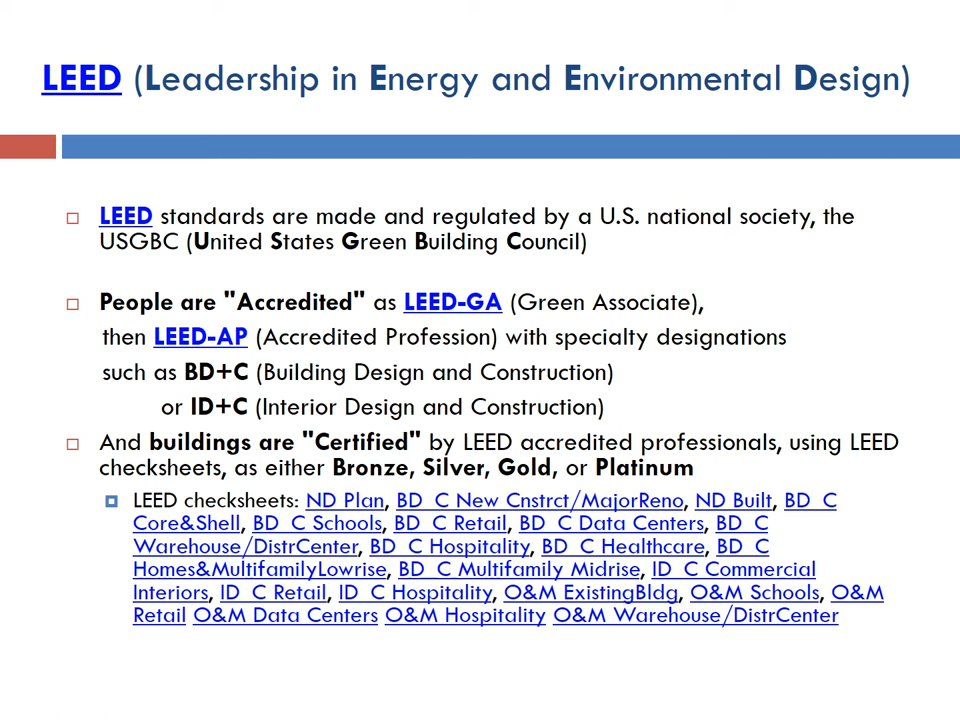 LEED (Leadership in Energy and Environmental Design)
LEED standards are made and regulated by a U.S. national society, the
USGBC (United States Green Building Council)
People are "Accredited" as LEED-GA (Green Associate),
then LEED-AP (Accredited Profession) with specialty designations
such as BD+C (Building Design and Construction)
or ID+C (Interior Design and Construction)
And buildings are "Certified" by LEED accredited professionals, using LEED
checksheets, as either Bronze, Silver, Gold, or Platinum
LEED checksheets: ND Plan, BD_C New Cnstrct/MajorReno, ND Built, BD_C
Core&Shell, BD_C Schools, BD_C Retail, BD_C Data Centers, BD_C
Warehouse/DistrCenter, BD_C Hospitality, BD_C Healthcare, BD_C
Homes&MultifamilyLowrise, BD_C Multifamily Midrise, ID_C Commercial
Interiors, ID_C Retail, ID_C Hospitality, O&M ExistingBldg, O&M Schools, O&M
Retail O&M Data Centers O&M Hospitality O&M Warehouse/DistrCenter